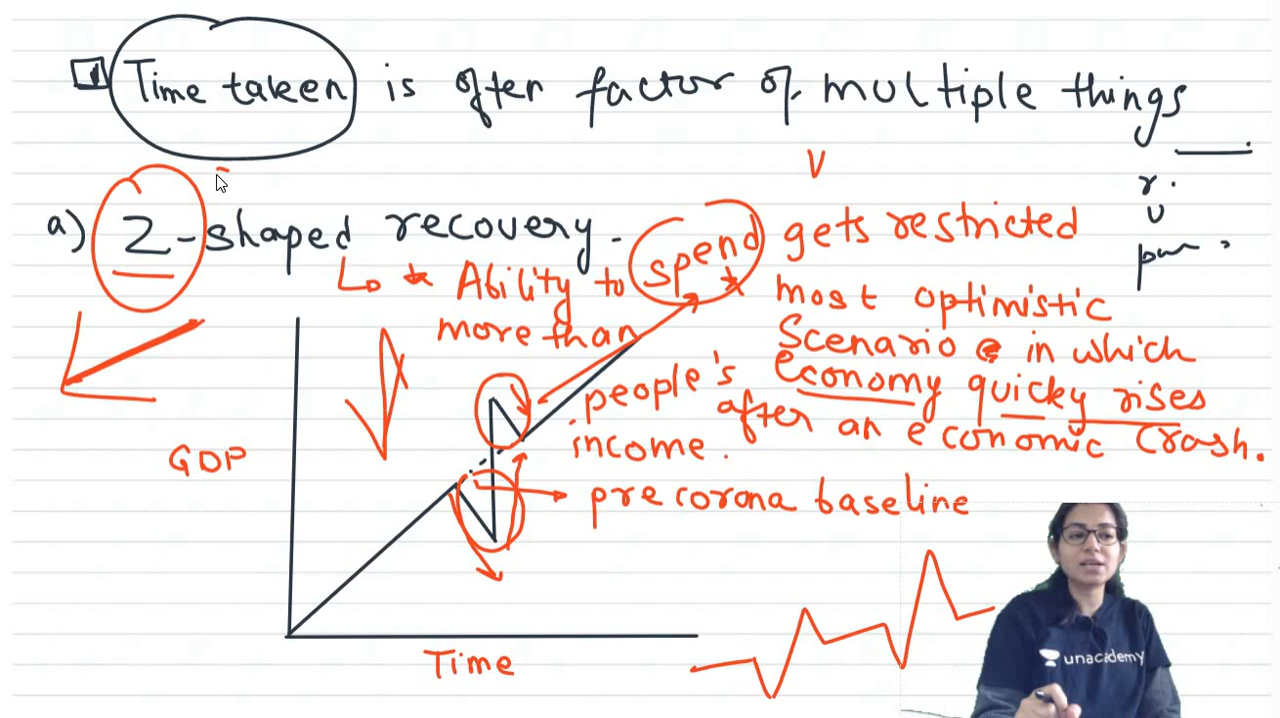 Time taken is often factor of multiple things
a) Z-shaped recovery.
* Ability to spend gets restricted
more than
people's
income.
* most optimistic
Scenario in which
economy quicky rises
after an economic crash.
GDP
pre corona baseline
Time
unacademy